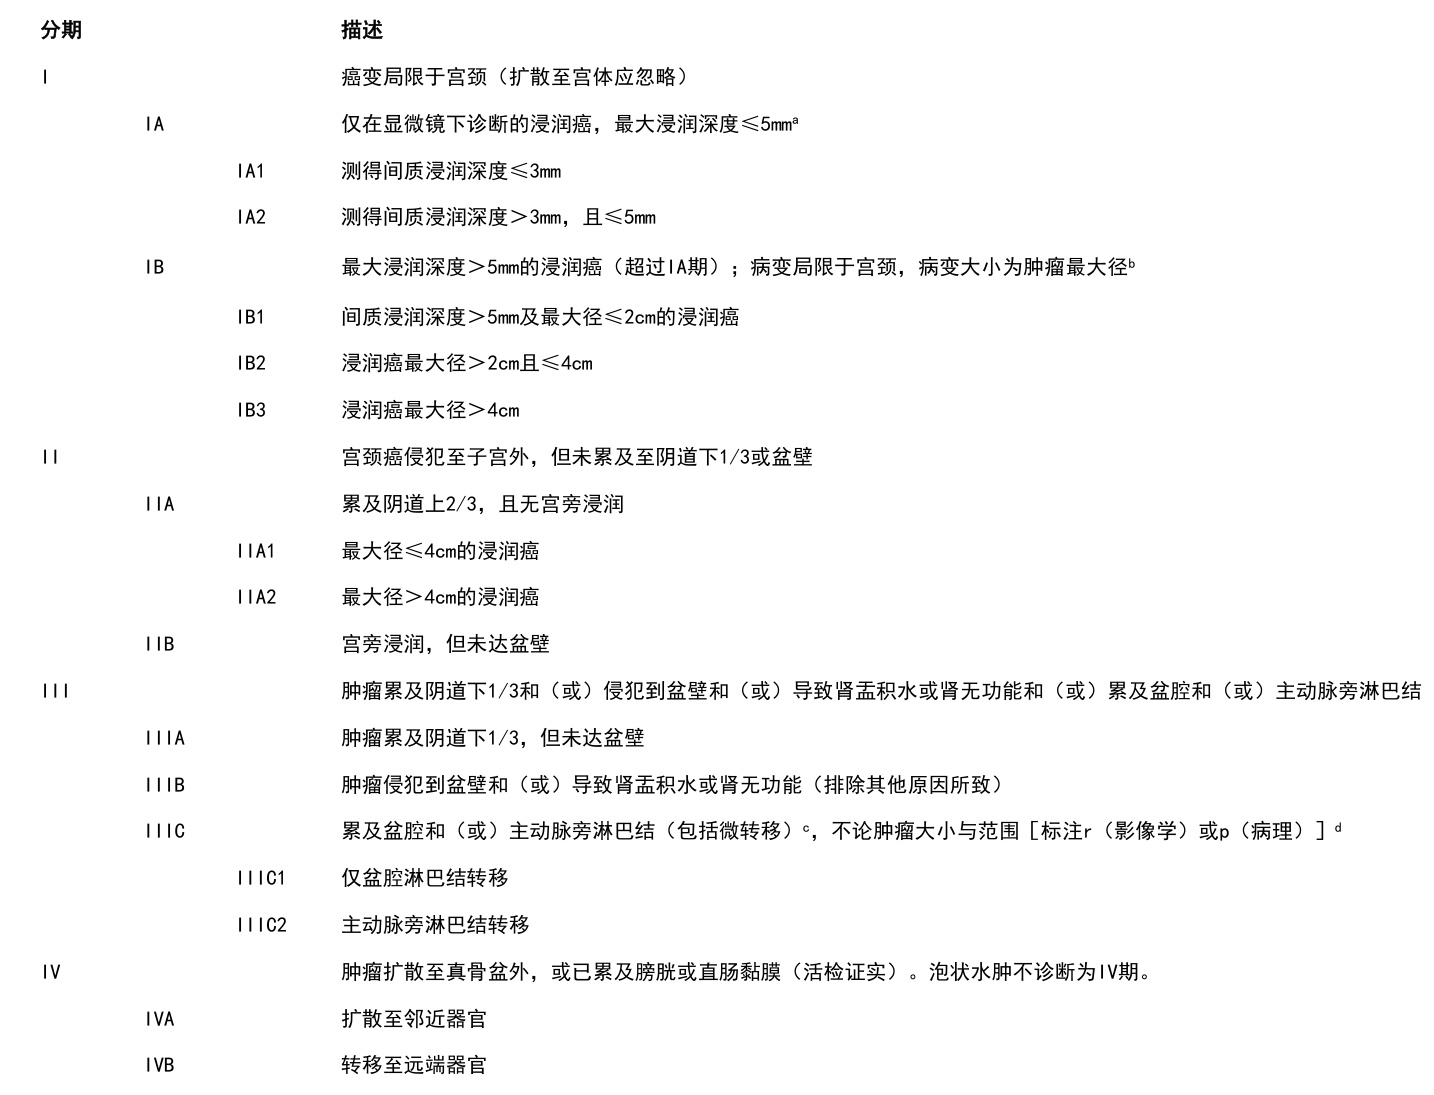 分期 描述
I 癌变局限于宫颈（扩散至宫体应忽略）
IA 仅在显微镜下诊断的浸润癌，最大浸润深度≤5mmᵃ
IA1 测得间质浸润深度≤3mm
IA2 测得间质浸润深度＞3mm，且≤5mm
IB 最大浸润深度＞5mm的浸润癌（超过IA期）；病变局限于宫颈，病变大小为肿瘤最大径ᵇ
IB1 间质浸润深度＞5mm及最大径≤2cm的浸润癌
IB2 浸润癌最大径＞2cm且≤4cm
IB3 浸润癌最大径＞4cm
II 宫颈癌侵犯至子宫外，但未累及至阴道下1/3或盆壁
IIA 累及阴道上2/3，且无宫旁浸润
IIA1 最大径≤4cm的浸润癌
IIA2 最大径＞4cm的浸润癌
IIB 宫旁浸润，但未达盆壁
III 肿瘤累及阴道下1/3和（或）侵犯到盆壁和（或）导致肾盂积水或肾无功能和（或）累及盆腔和（或）主动脉旁淋巴结
IIIA 肿瘤累及阴道下1/3，但未达盆壁
IIIB 肿瘤侵犯到盆壁和（或）导致肾盂积水或肾无功能（排除其他原因所致）
IIIC 累及盆腔和（或）主动脉旁淋巴结（包括微转移）ᶜ，不论肿瘤大小与范围［标注r（影像学）或p（病理）］ᵈ
IIIC1 仅盆腔淋巴结转移
IIIC2 主动脉旁淋巴结转移
IV 肿瘤扩散至真骨盆外，或已累及膀胱或直肠黏膜（活检证实）。泡状水肿不诊断为IV期。
IVA 扩散至邻近器官
IVB 转移至远端器官